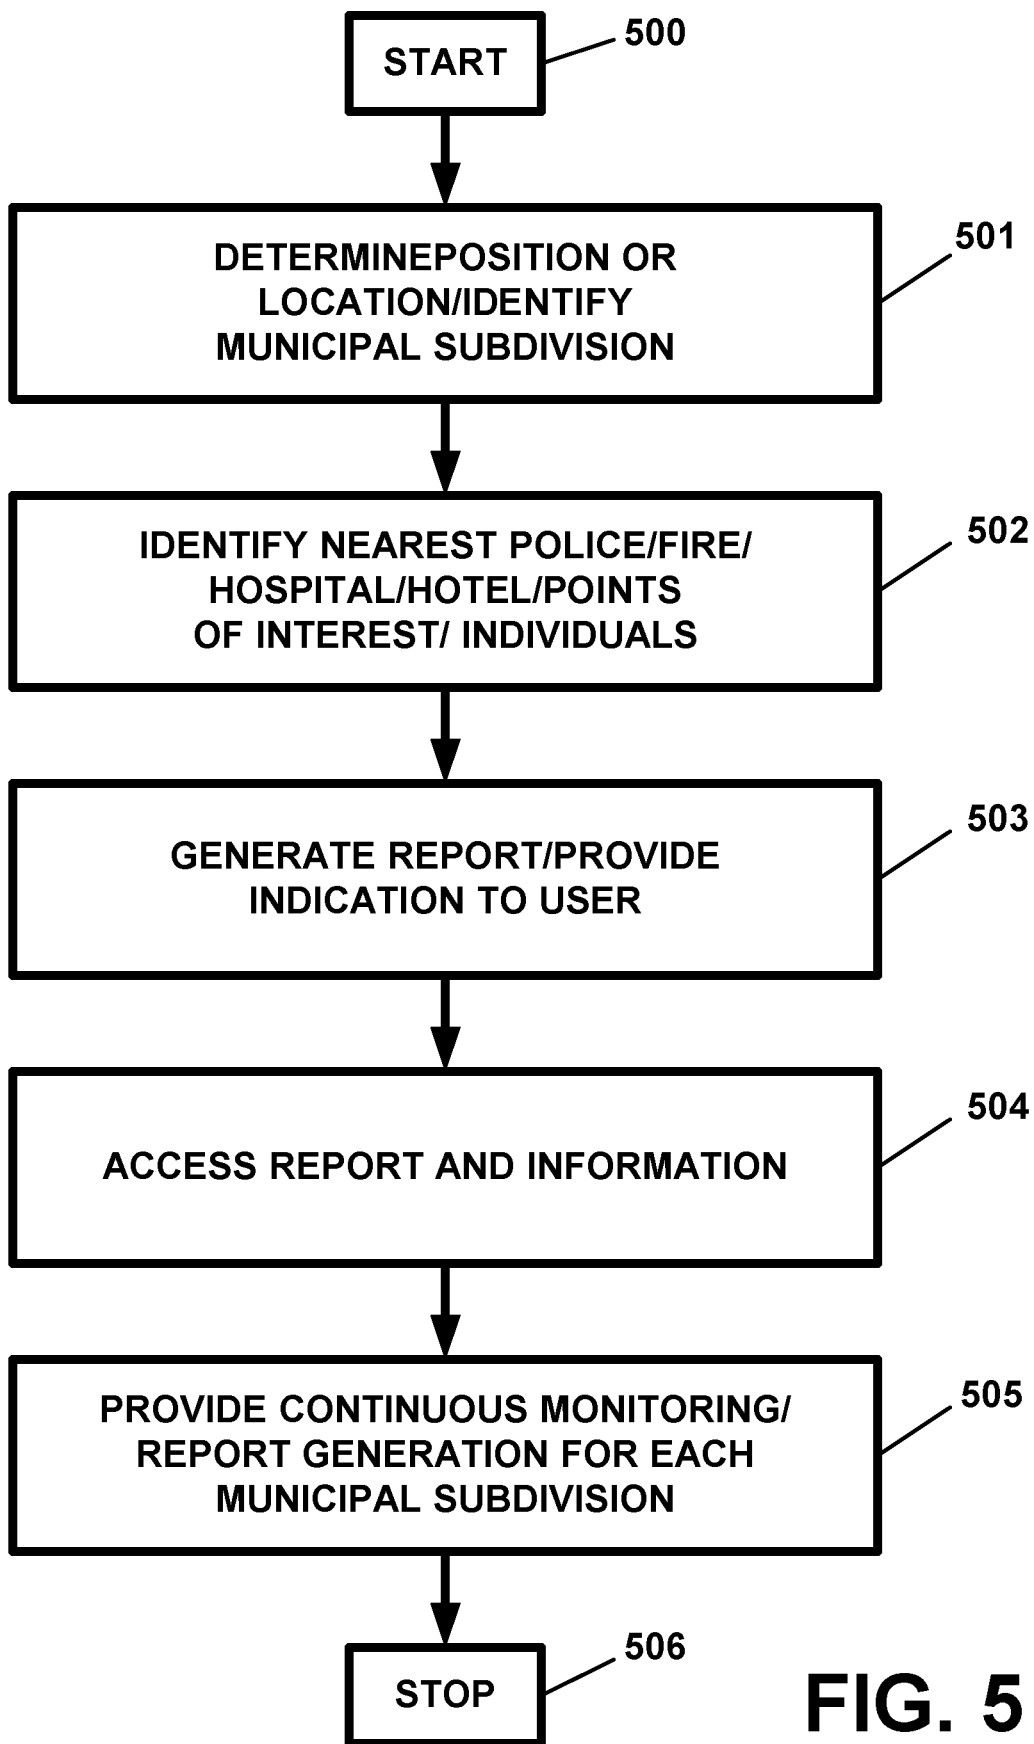 START
500
DETERMINEPOSITION OR
LOCATION/IDENTIFY
MUNICIPAL SUBDIVISION
501
IDENTIFY NEAREST POLICE/FIRE/
HOSPITAL/HOTEL/POINTS
OF INTEREST/ INDIVIDUALS
502
GENERATE REPORT/PROVIDE
INDICATION TO USER
503
ACCESS REPORT AND INFORMATION
504
PROVIDE CONTINUOUS MONITORING/
REPORT GENERATION FOR EACH
MUNICIPAL SUBDIVISION
505
STOP
506
FIG. 5